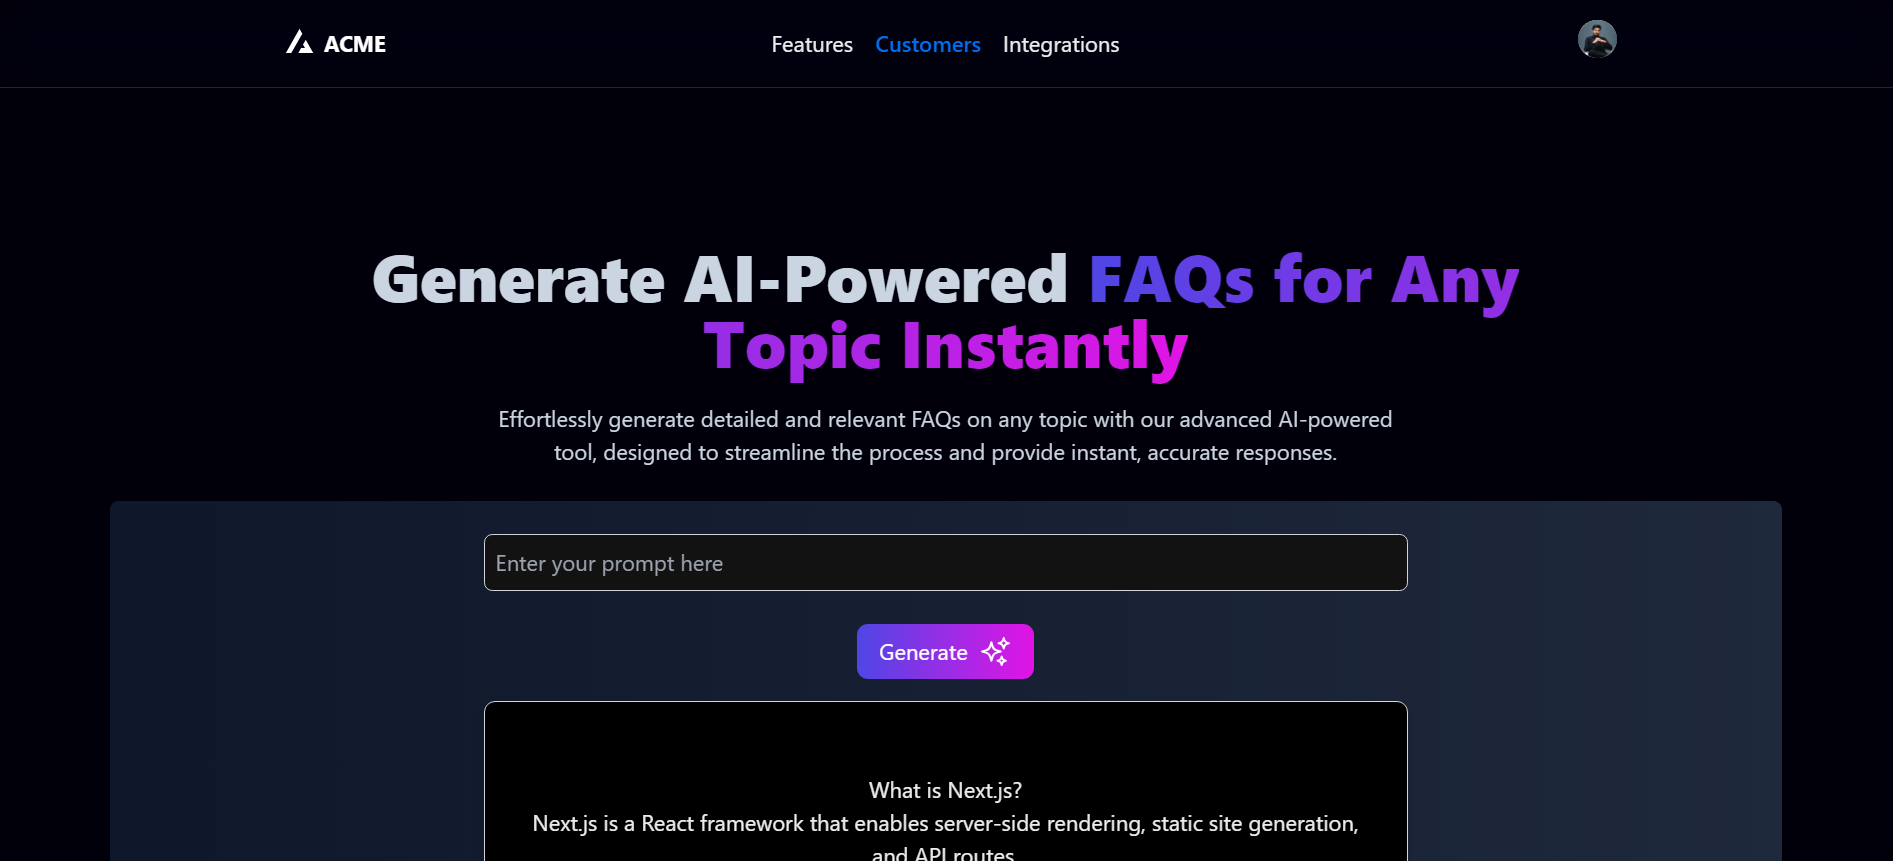 ACME
Features Customers Integrations
Generate AI-Powered FAQs for Any
Topic Instantly
Effortlessly generate detailed and relevant FAQs on any topic with our advanced AI-powered
tool, designed to streamline the process and provide instant, accurate responses.
Enter your prompt here
Generate
What is Next.js?
Next.js is a React framework that enables server-side rendering, static site generation,
and API routes